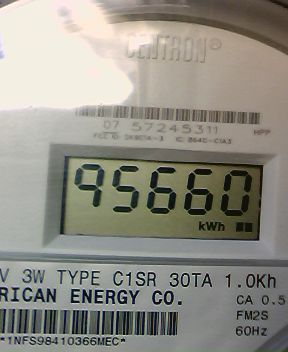 CENTRON®
07 57245311 HPP
95660
kWh
V 3W TYPE C1SR 30TA 1.0Kh
RICAN ENERGY CO.
CA 0.5
FM2S
60Hz
*1NFS98410366MEC*